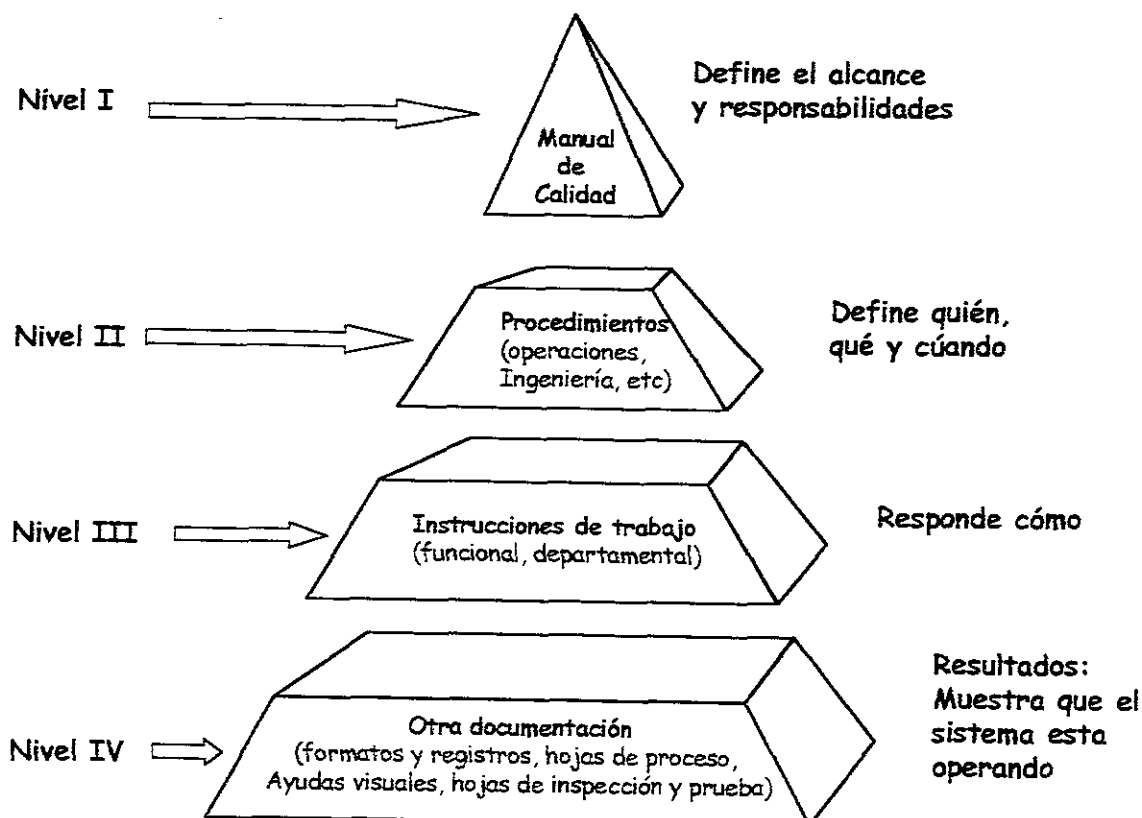 Nivel I
Manual
de
Calidad
Define el alcance
y responsabilidades
Nivel II
Procedimientos
(operaciones,
Ingeniería, etc)
Define quién,
qué y cúando
Nivel III
Instrucciones de trabajo
(funcional, departamental)
Responde cómo
Nivel IV
Otra documentación
(formatos y registros, hojas de proceso,
Ayudas visuales, hojas de inspección y prueba)
Resultados:
Muestra que el
sistema esta
operando